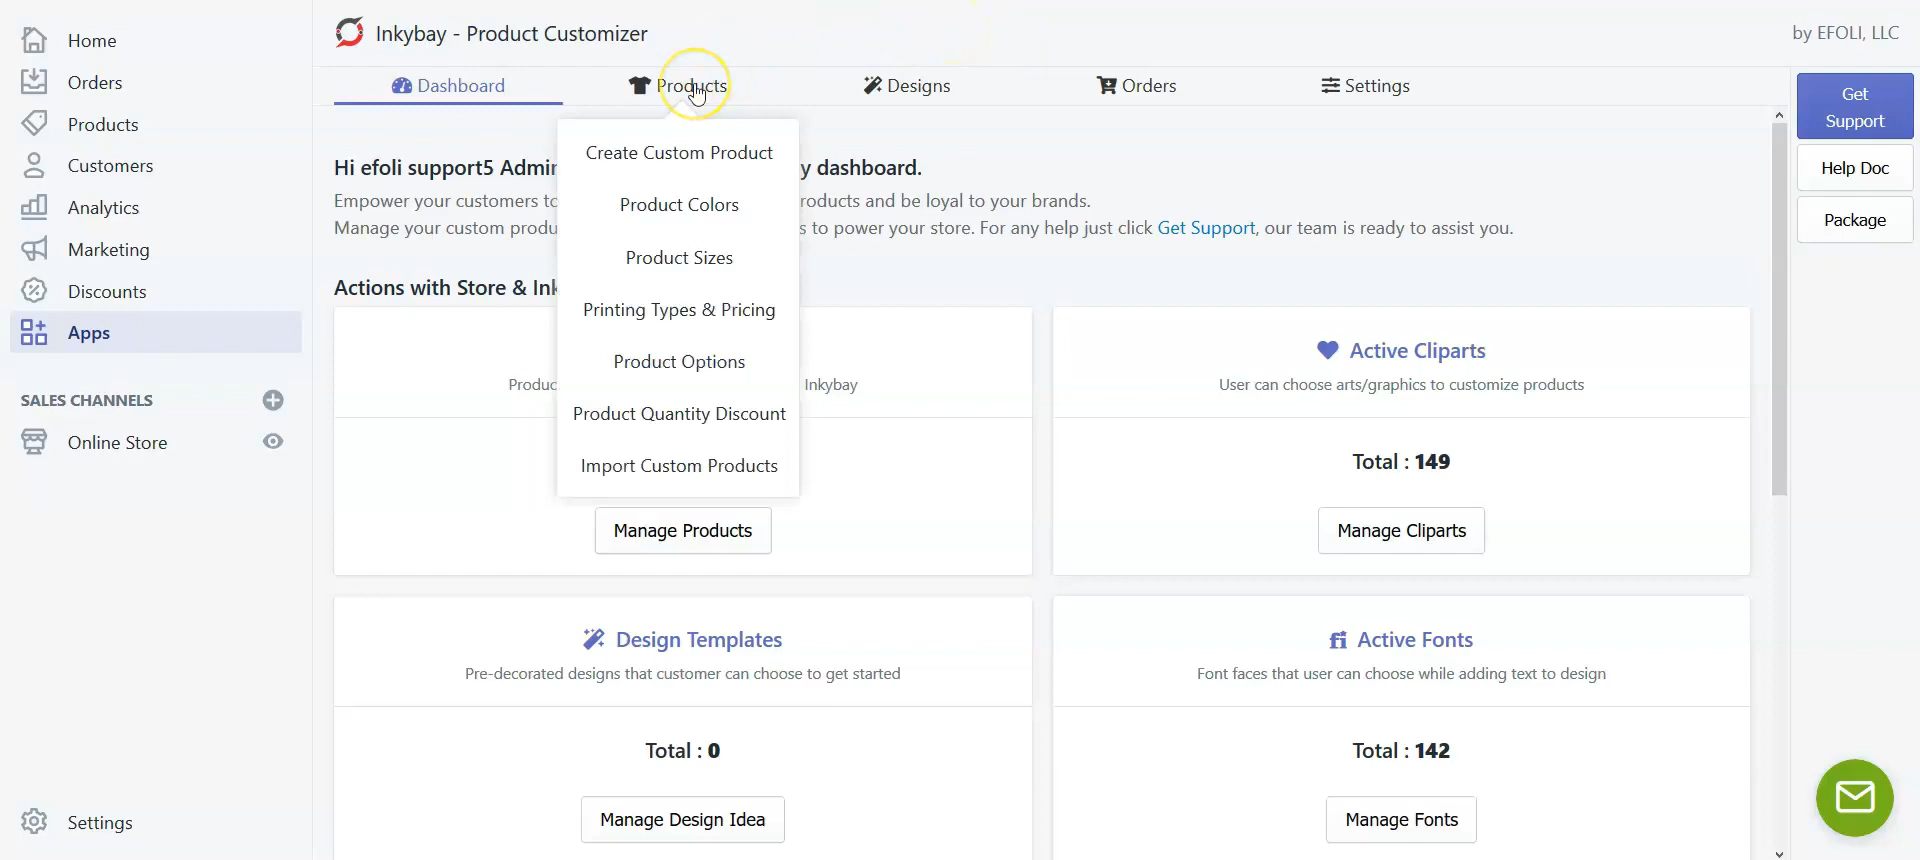 Home
Orders
Products
Customers
Analytics
Marketing
Discounts
Apps
SALES CHANNELS
Online Store
Settings
Inkybay - Product Customizer
by EFOLI, LLC
Dashboard
Products
Designs
Orders
Settings
Get
Support
Help Doc
Package
Create Custom Product
Product Colors
Product Sizes
Printing Types & Pricing
Product Options
Product Quantity Discount
Import Custom Products
Hi efoli support5 Admin y dashboard.
Empower your customers to roducts and be loyal to your brands.
Manage your custom produ s to power your store. For any help just click Get Support, our team is ready to assist you.
Actions with Store & Ink
Produc Inkybay
Manage Products
Active Cliparts
User can choose arts/graphics to customize products
Total : 149
Manage Cliparts
Design Templates
Pre-decorated designs that customer can choose to get started
Total : 0
Manage Design Idea
Active Fonts
Font faces that user can choose while adding text to design
Total : 142
Manage Fonts